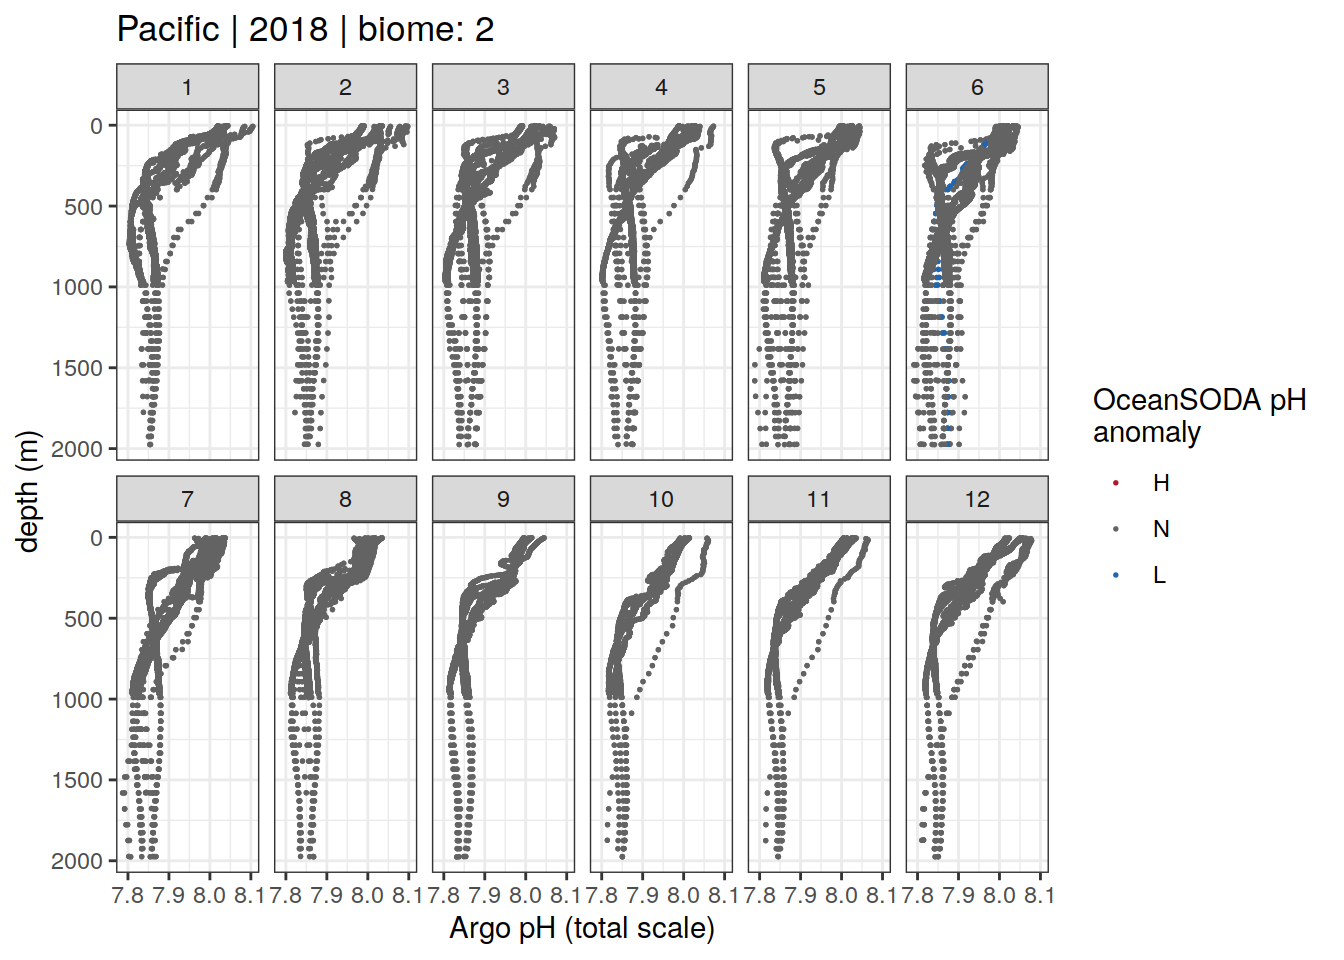 Pacific | 2018 | biome: 2
1 2 3 4 5 6
0
500
1000
1500
2000
7 8 9 10 11 12
0
500
1000
1500
2000
7.8 7.9 8.0 8.1 7.8 7.9 8.0 8.1 7.8 7.9 8.0 8.1 7.8 7.9 8.0 8.1 7.8 7.9 8.0 8.1 7.8 7.9 8.0 8.1
Argo pH (total scale)
depth (m)
OceanSODA pH
anomaly
H
N
L